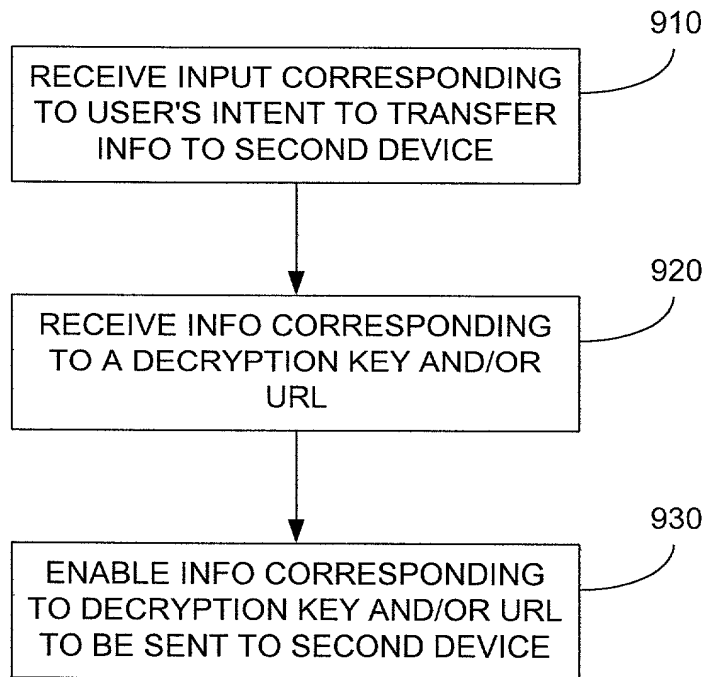 910
RECEIVE INPUT CORRESPONDING
TO USER'S INTENT TO TRANSFER
INFO TO SECOND DEVICE
920
RECEIVE INFO CORRESPONDING
TO A DECRYPTION KEY AND/OR
URL
930
ENABLE INFO CORRESPONDING
TO DECRYPTION KEY AND/OR URL
TO BE SENT TO SECOND DEVICE